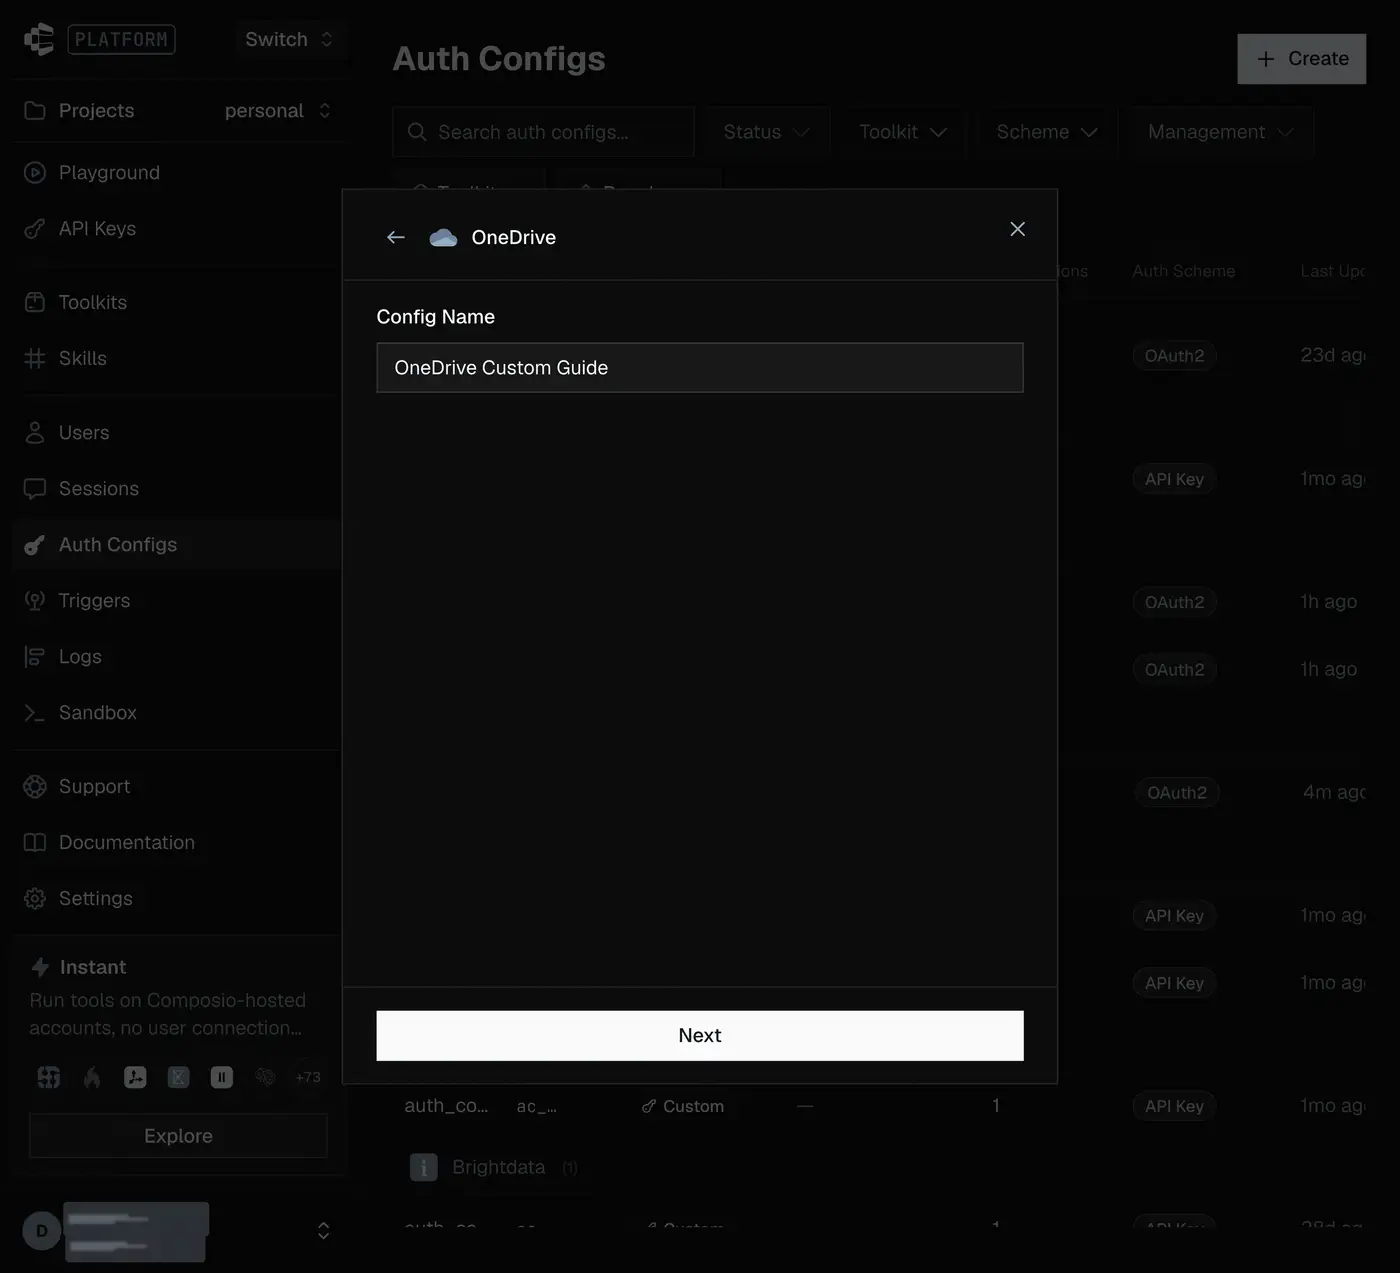 PLATFORM
Switch
Projects
personal
Playground
API Keys
Toolkits
Skills
Users
Sessions
Auth Configs
Triggers
Logs
Sandbox
Support
Documentation
Settings
Instant
Run tools on Composio-hosted
accounts, no user connection...
+73
Explore
D
Auth Configs
+ Create
Search auth configs...
Status
Toolkit
Scheme
Management
Auth Scheme
OneDrive
Config Name
OneDrive Custom Guide
Next
OAuth2
23d ago
API Key
1mo ago
OAuth2
1h ago
OAuth2
1h ago
OAuth2
4m ago
API Key
1mo ago
API Key
1mo ago
auth_co... ac_... Custom — 1 API Key 1mo ago
Brightdata (1)